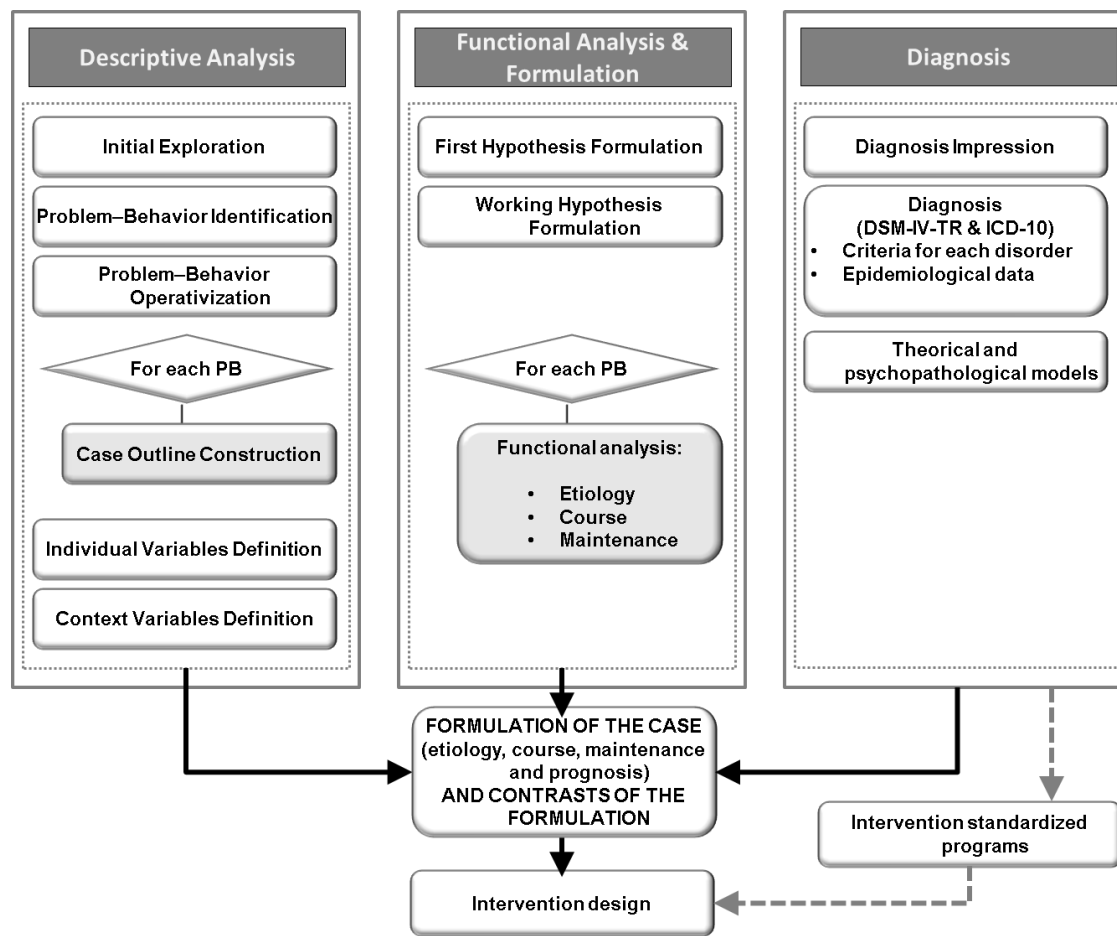 Descriptive Analysis
Initial Exploration
Problem–Behavior Identification
Problem–Behavior
Operativization
For each PB
Case Outline Construction
Individual Variables Definition
Context Variables Definition
Functional Analysis &
Formulation
First Hypothesis Formulation
Working Hypothesis
Formulation
For each PB
Functional analysis:
• Etiology
• Course
• Maintenance
Diagnosis
Diagnosis Impression
Diagnosis
(DSM-IV-TR & ICD-10)
• Criteria for each disorder
• Epidemiological data
Theorical and
psychopathological models
FORMULATION OF THE CASE
(etiology, course, maintenance
and prognosis)
AND CONTRASTS OF THE
FORMULATION
Intervention standardized
programs
Intervention design